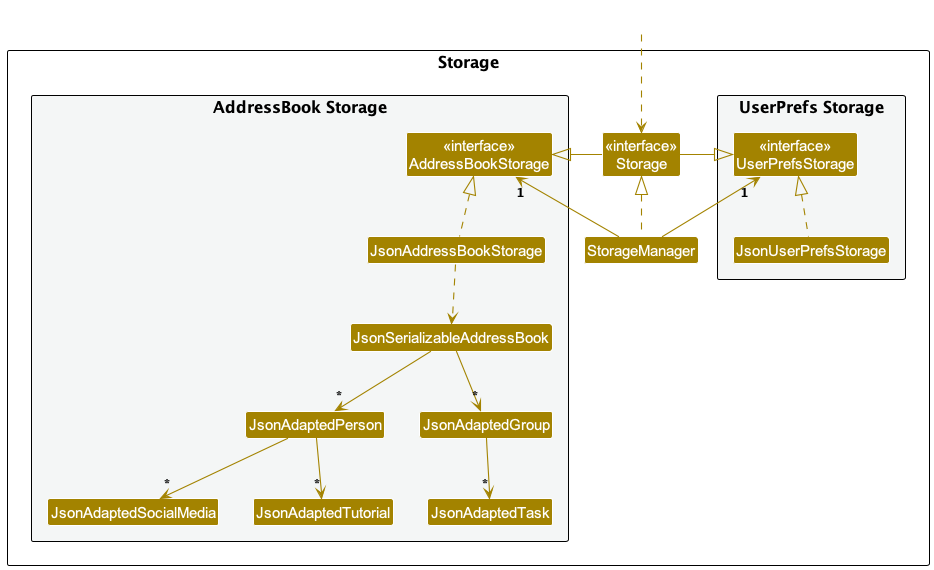 Storage
AddressBook Storage
UserPrefs Storage
«interface»
AddressBookStorage
«interface»
Storage
«interface»
UserPrefsStorage
1
1
JsonAddressBookStorage
StorageManager
JsonUserPrefsStorage
JsonSerializableAddressBook
*
*
JsonAdaptedPerson
JsonAdaptedGroup
*
*
*
JsonAdaptedSocialMedia
JsonAdaptedTutorial
JsonAdaptedTask